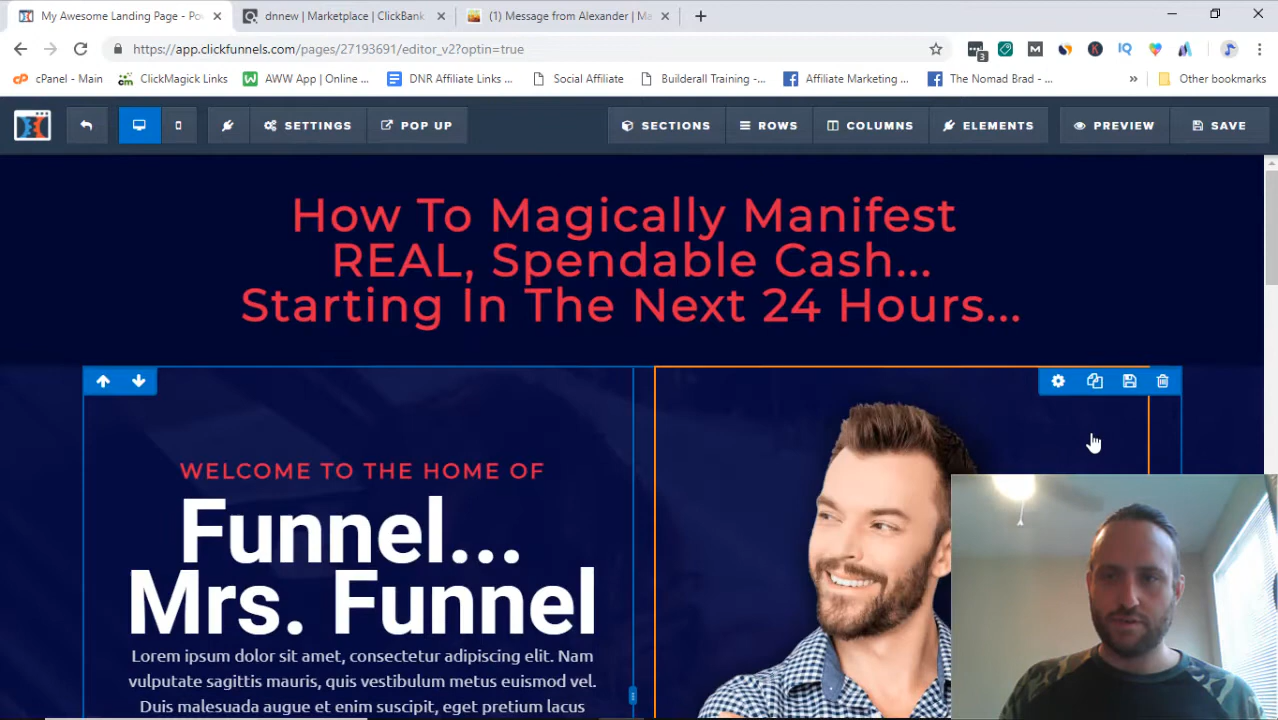 My Awesome Landing Page - Po
dnnew | Marketplace | ClickBank
(1) Message from Alexander | Ma
https://app.clickfunnels.com/pages/27193691/editor_v2?optin=true
3
IQ
cPanel - Main
ClickMagick Links
AWW App | Online ...
DNR Affiliate Links ...
Social Affiliate
Builderall Training -...
Affiliate Marketing ...
The Nomad Brad - ...
»
Other bookmarks
SETTINGS
POP UP
SECTIONS
ROWS
COLUMNS
ELEMENTS
PREVIEW
SAVE
How To Magically Manifest
REAL, Spendable Cash...
Starting In The Next 24 Hours...
WELCOME TO THE HOME OF
Funnel...
Mrs. Funnel
Lorem ipsum dolor sit amet, consectetur adipiscing elit. Nam
vulputate sagittis mauris, quis vestibulum metus euismod vel.
Duis malesuada augue et enim suscipit, eget pretium lacus